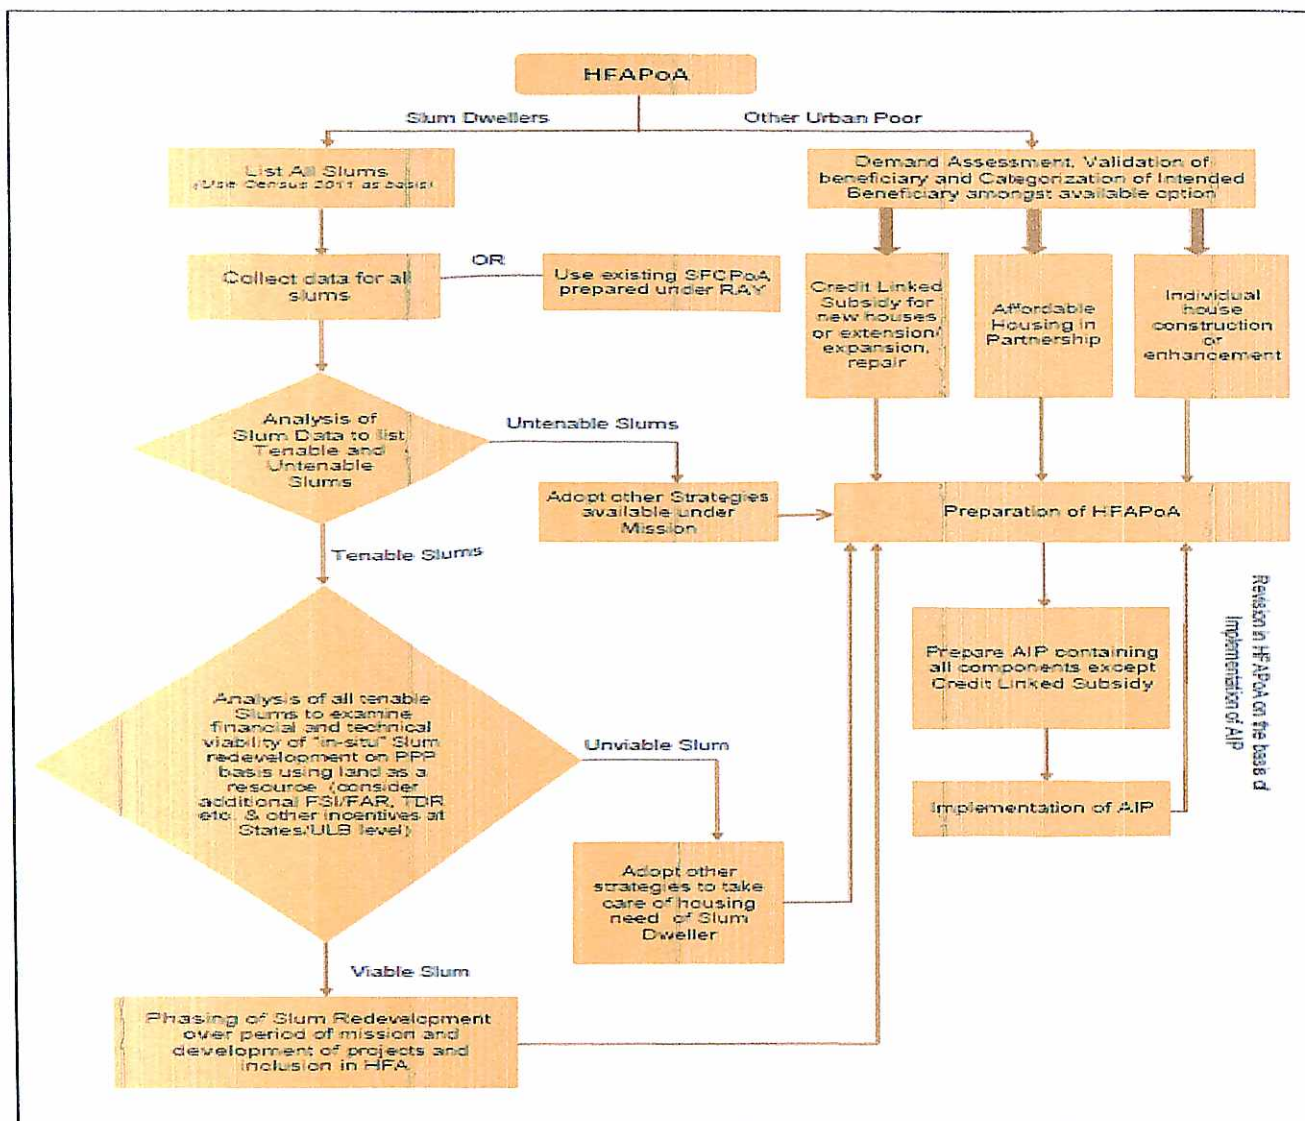 HFAPoA
Slum Dwellers
Other Urban Poor
List All Slums
(Use Census 2011 as basis)
Demand Assessment, Validation of
beneficiary and Categorization of Intended
Beneficiary amongst available option
Collect data for all
slums
OR
Use existing SFCPoA
prepared under RAY
Credit Linked
Subsidy for
new houses
or extension/
expansion,
repair
Affordable
Housing in
Partnership
Individual
house
construction
or
enhancement
Analysis of
Slum Data to list
Tenable and
Untenable
Slums
Untenable Slums
Adopt other Strategies
available under
Mission
Preparation of HFAPoA
Tenable Slums
Revision in HFAPoA on the basis of
Implementation of AIP
Prepare AIP containing
all components except
Credit Linked Subsidy
Analysis of all tenable
Slums to examine
financial and technical
viability of "in-situ" Slum
redevelopment on PPP
basis using land as a
resource (consider
additional FSI/FAR, TDR
etc. & other incentives at
States/ULB level)
Unviable Slum
Implementation of AIP
Adopt other
strategies to take
care of housing
need of Slum
Dweller
Viable Slum
Phasing of Slum Redevelopment
over period of mission and
development of projects and
inclusion in HFA